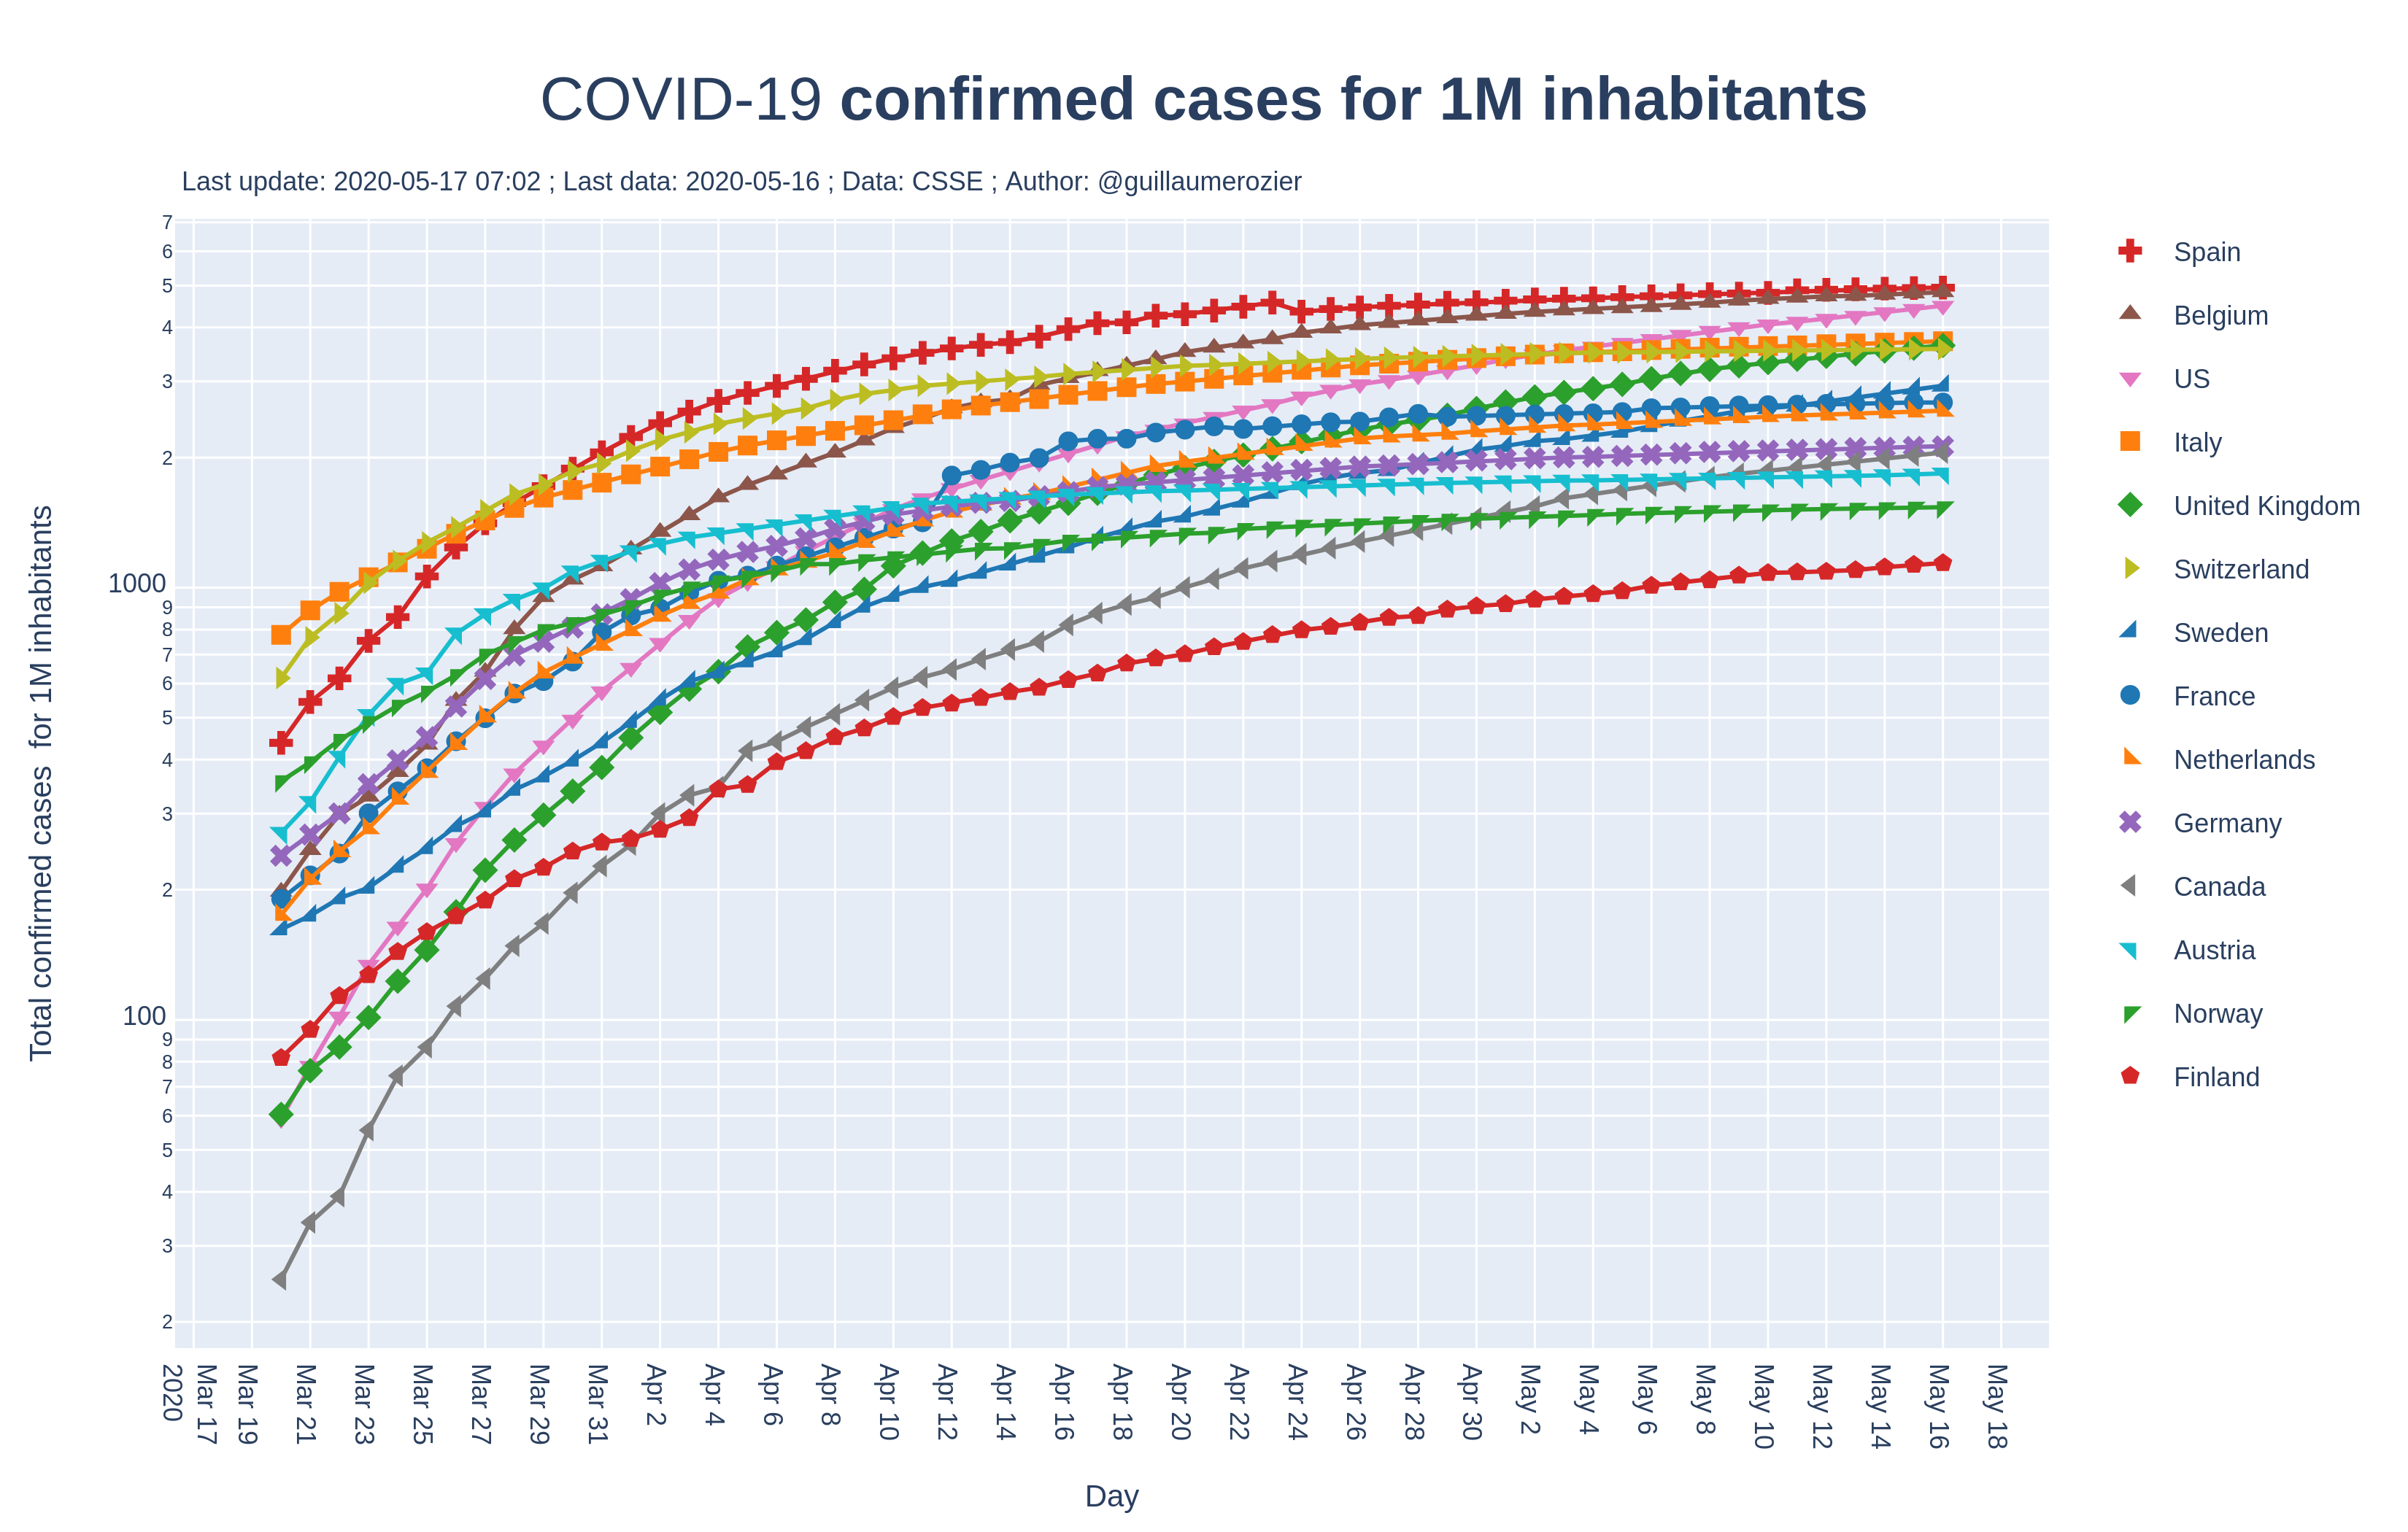 COVID-19 confirmed cases for 1M inhabitants
Last update: 2020-05-17 07:02 ; Last data: 2020-05-16 ; Data: CSSE ; Author: @guillaumerozier
Total confirmed cases for 1M inhabitants
7
6
5
4
3
2
1000
9
8
7
6
5
4
3
2
100
9
8
7
6
5
4
3
2
Mar 17
2020
Mar 19
Mar 21
Mar 23
Mar 25
Mar 27
Mar 29
Mar 31
Apr 2
Apr 4
Apr 6
Apr 8
Apr 10
Apr 12
Apr 14
Apr 16
Apr 18
Apr 20
Apr 22
Apr 24
Apr 26
Apr 28
Apr 30
May 2
May 4
May 6
May 8
May 10
May 12
May 14
May 16
May 18
Day
Spain
Belgium
US
Italy
United Kingdom
Switzerland
Sweden
France
Netherlands
Germany
Canada
Austria
Norway
Finland